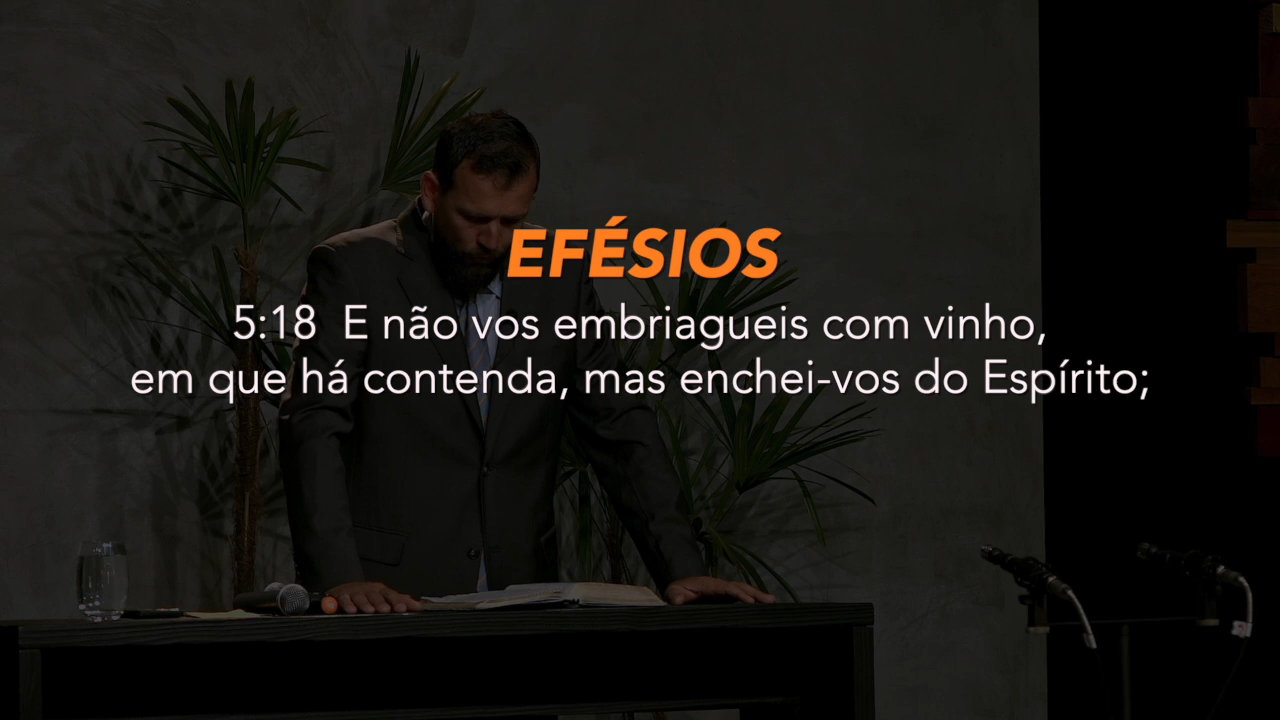 EFÉSIOS
5:18 E não vos embriagueis com vinho,
em que há contenda, mas enchei-vos do Espírito;